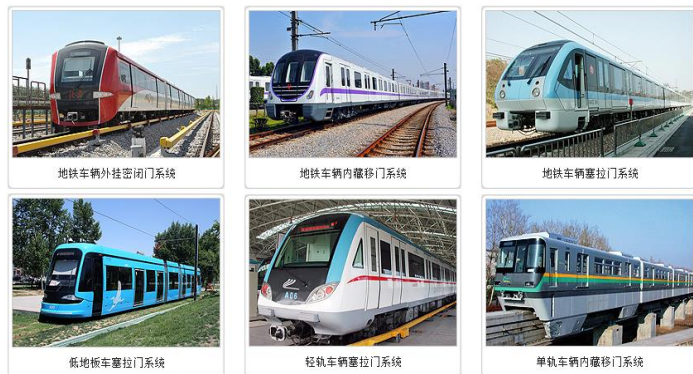 地铁车辆外挂密闭门系统
地铁车辆内藏移门系统
地铁车辆塞拉门系统
A06
低地板车塞拉门系统
轻轨车辆塞拉门系统
单轨车辆内藏移门系统